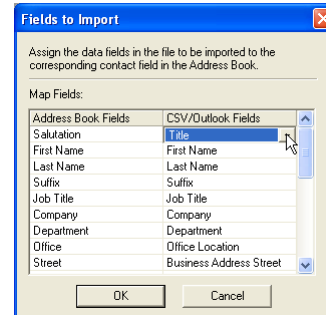 Fields to Import
Assign the data fields in the file to be imported to the
corresponding contact field in the Address Book.
Map Fields:
Address Book Fields CSV/Outlook Fields
Salutation Title
First Name First Name
Last Name Last Name
Suffix Suffix
Job Title Job Title
Company Company
Department Department
Office Office Location
Street Business Address Street
OK Cancel